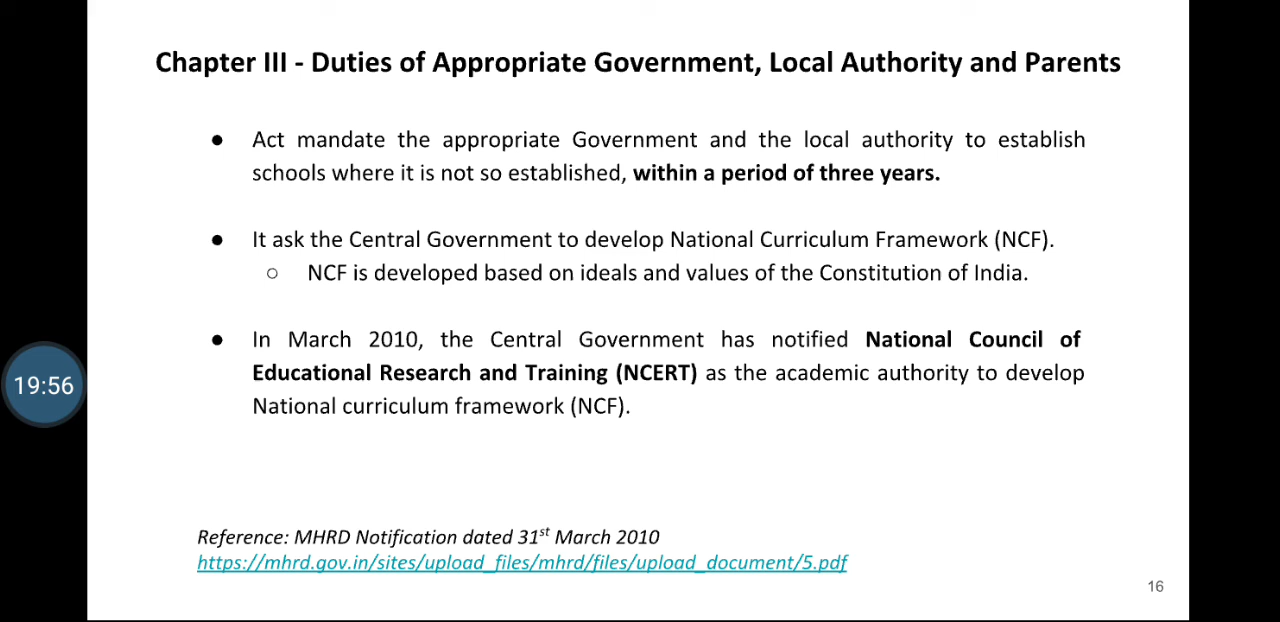 Chapter III - Duties of Appropriate Government, Local Authority and Parents
● Act mandate the appropriate Government and the local authority to establish
schools where it is not so established, within a period of three years.
● It ask the Central Government to develop National Curriculum Framework (NCF).
○ NCF is developed based on ideals and values of the Constitution of India.
● In March 2010, the Central Government has notified National Council of
19:56
Educational Research and Training (NCERT) as the academic authority to develop
National curriculum framework (NCF).
Reference: MHRD Notification dated 31st March 2010
https://mhrd.gov.in/sites/upload_files/mhrd/files/upload_document/5.pdf
16